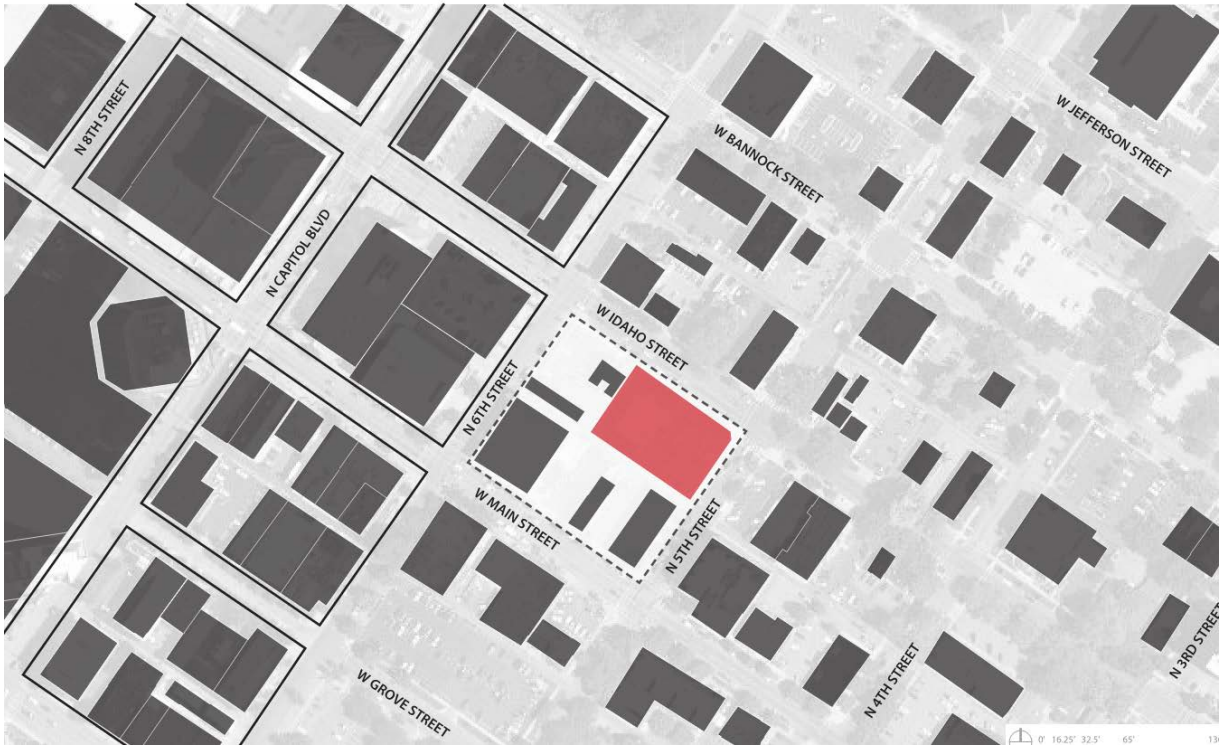 N 8TH STREET
W JEFFERSON STREET
W BANNOCK STREET
N CAPITOL BLVD
W IDAHO STREET
N 6TH STREET
W MAIN STREET
N 5TH STREET
N 3RD STREET
N 4TH STREET
W GROVE STREET
0' 16.25' 32.5' 65'